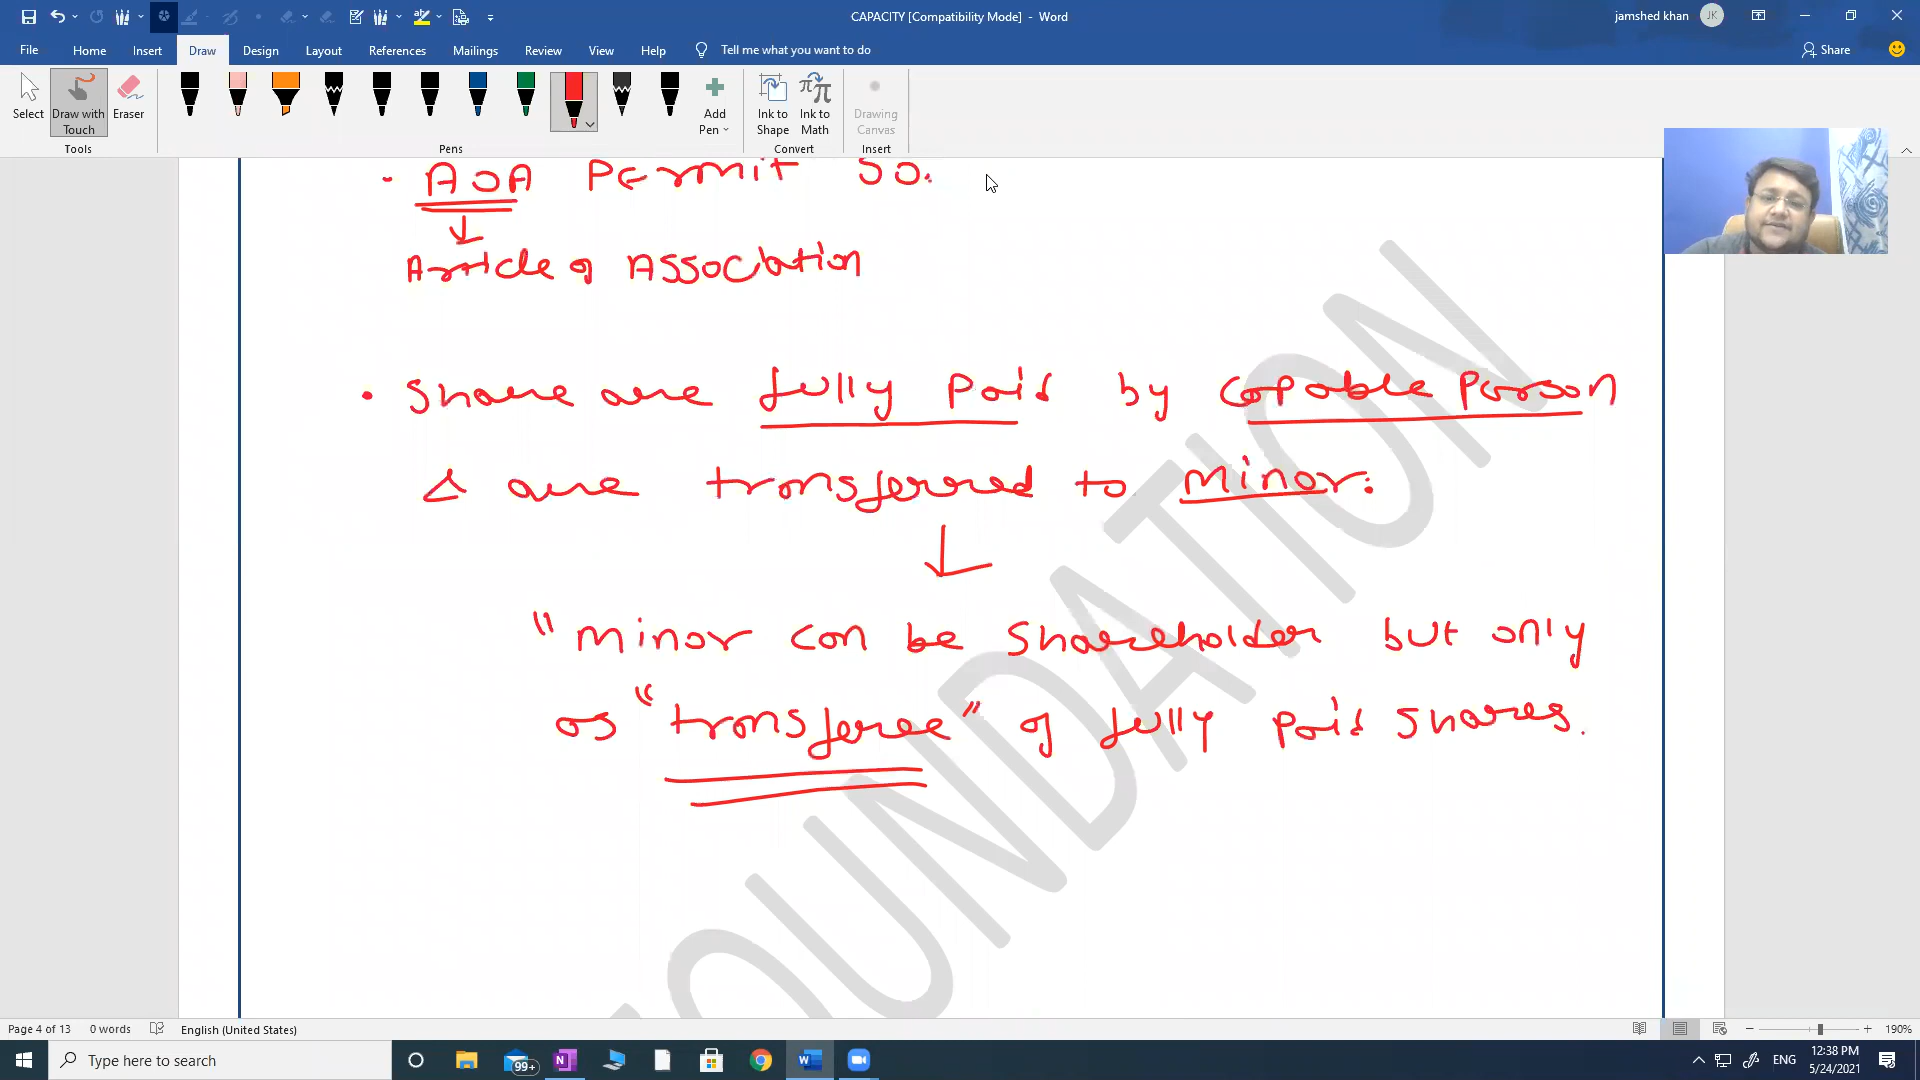 CAPACITY [Compatibility Mode] - Word
jamshed khan JK
File Home Insert Draw Design Layout References Mailings Review View Help Tell me what you want to do Share
Select Draw with Touch Eraser Add Pen Ink to Shape Ink to Math Drawing Canvas
Tools Pens Convert Insert
• AOA Permit So.
Article of Association
• Share are fully Paid by Capable Person
& are transferred to minor.
"minor can be Shareholder but only
as "transferee" of fully Paid Shares.
FOUNDATION
Page 4 of 13 0 words English (United States) 190%
Type here to search 99+ ENG 12:38 PM
5/24/2021